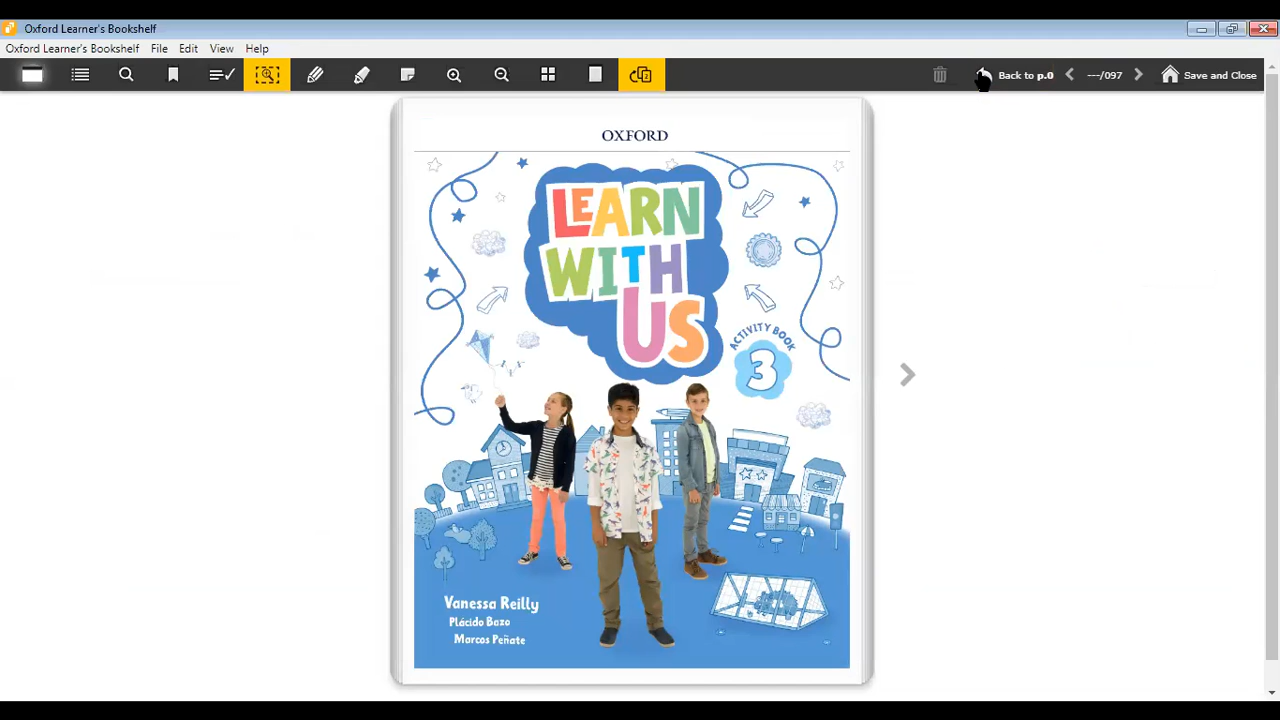 Oxford Learner's Bookshelf
Oxford Learner's Bookshelf File Edit View Help
Back to p.0 ---/097 Save and Close
OXFORD
LEARN
WITH
US
ACTIVITY BOOK
3
Vanessa Reilly
Plácido Bazo
Marcos Peñate